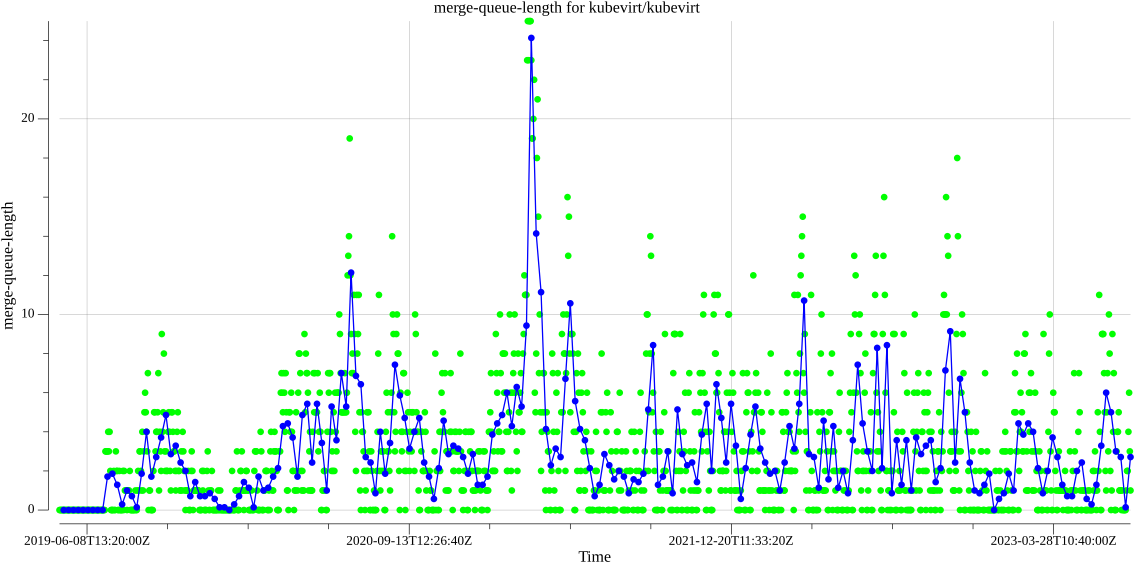 merge-queue-length for kubevirt/kubevirt
merge-queue-length
20
10
0
2019-06-08T13:20:00Z
2020-09-13T12:26:40Z
2021-12-20T11:33:20Z
2023-03-28T10:40:00Z
Time